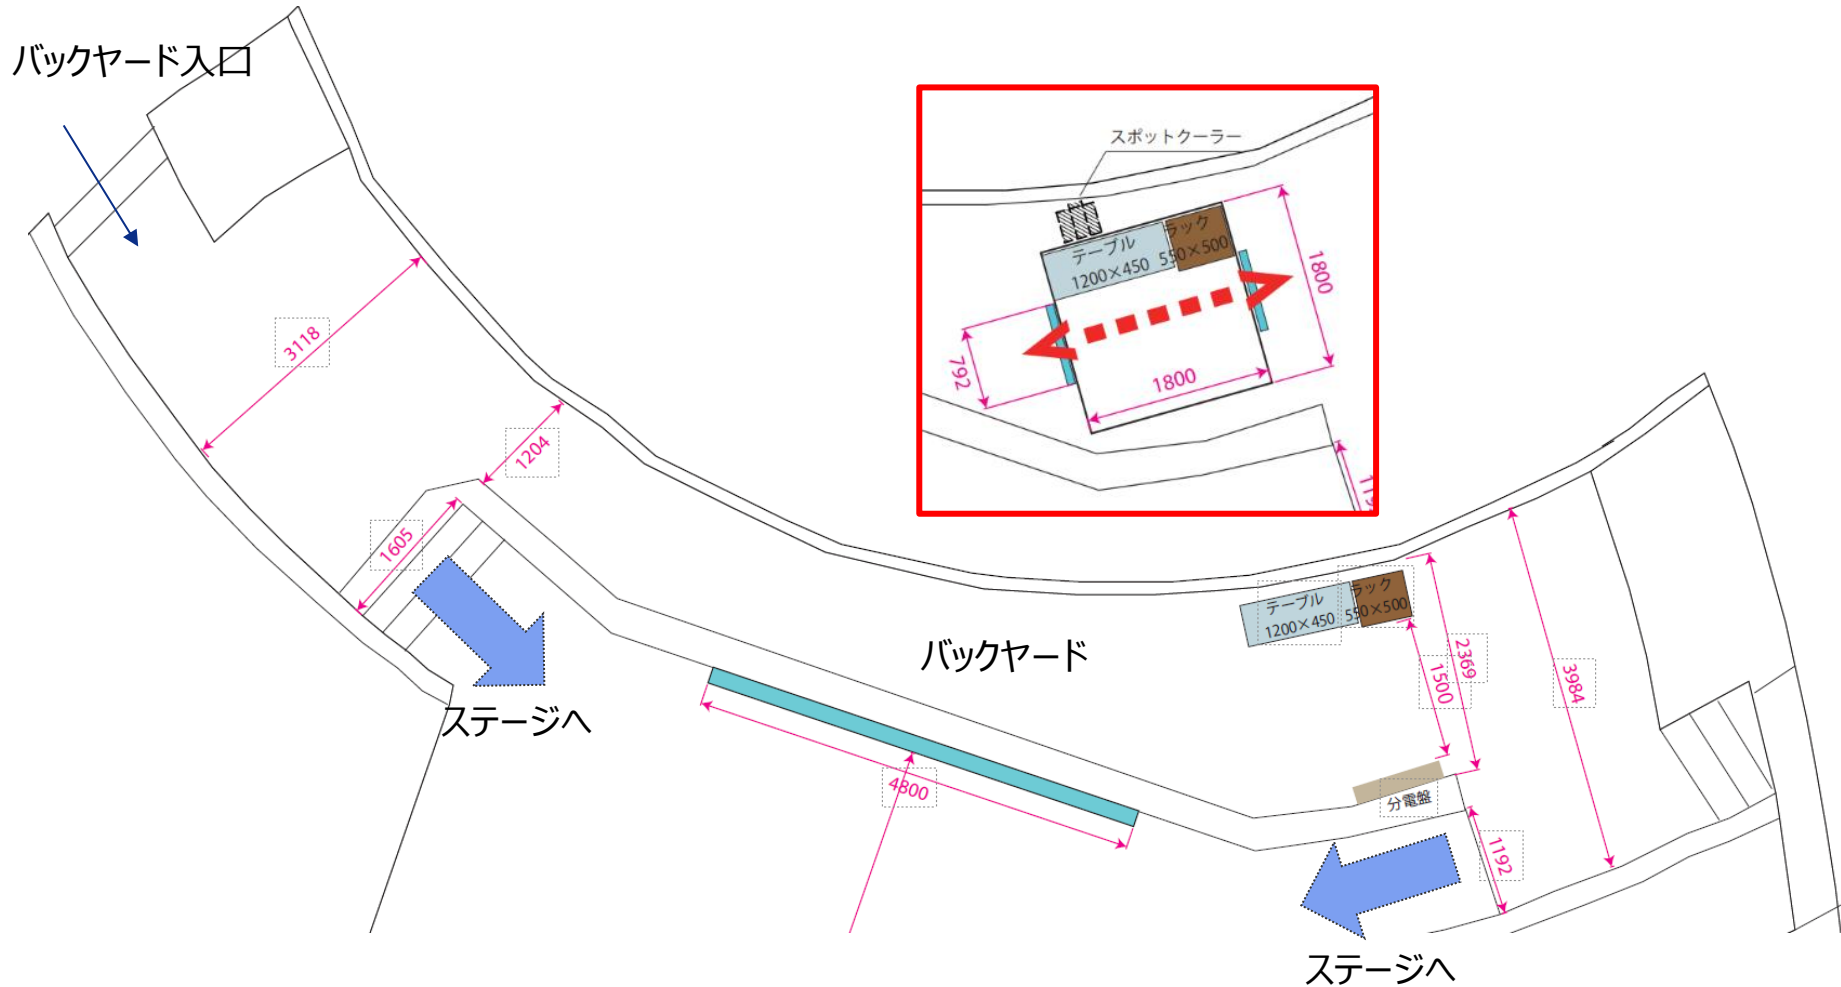 バックヤード入口
スポットクーラー
テーブル
1200×450
ラック
550×500
1800
792
1800
119
3118
1204
1605
ステージへ
バックヤード
テーブル
1200×450
ラック
550×500
2369
1500
3984
4800
分電盤
1192
ステージへ